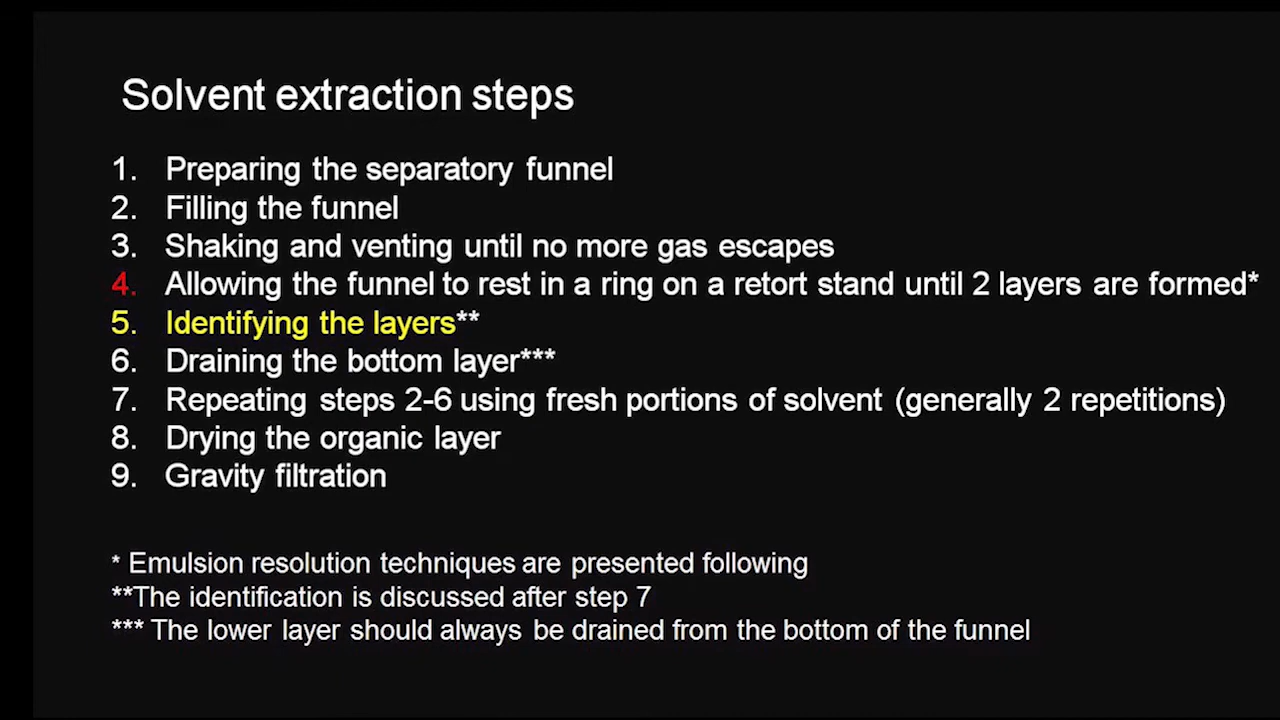 Solvent extraction steps
1. Preparing the separatory funnel
2. Filling the funnel
3. Shaking and venting until no more gas escapes
4. Allowing the funnel to rest in a ring on a retort stand until 2 layers are formed*
5. Identifying the layers**
6. Draining the bottom layer***
7. Repeating steps 2-6 using fresh portions of solvent (generally 2 repetitions)
8. Drying the organic layer
9. Gravity filtration
* Emulsion resolution techniques are presented following
**The identification is discussed after step 7
*** The lower layer should always be drained from the bottom of the funnel